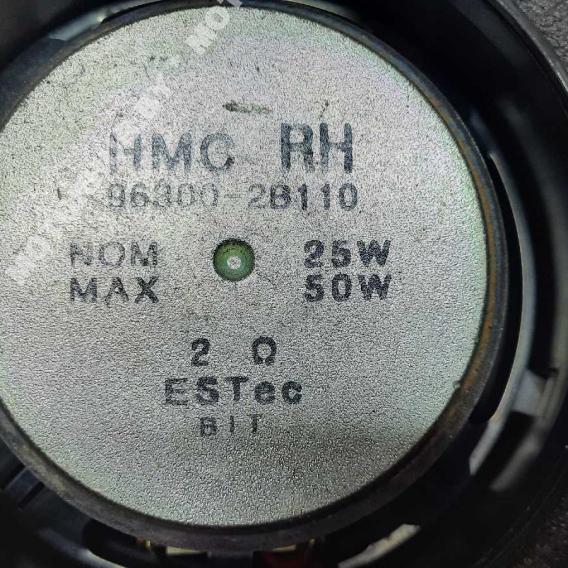 HMC RH
96300-2B110
NOM 25W
MAX 50W
2 Ω
ESTec
BIT